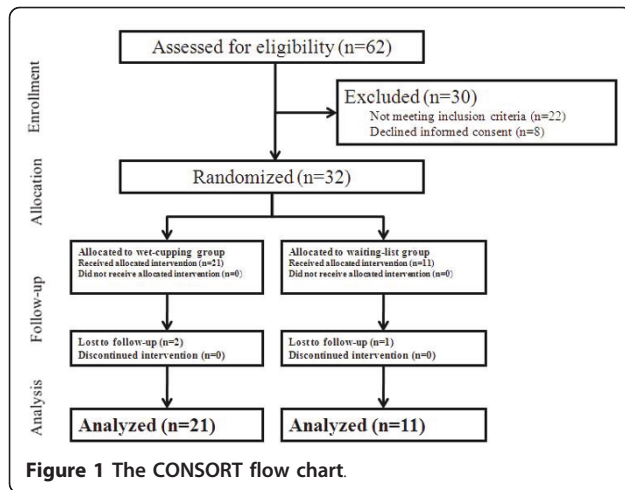 Assessed for eligibility (n=62)
Enrollment
Excluded (n=30)
Not meeting inclusion criteria (n=22)
Declined informed consent (n=8)
Randomized (n=32)
Allocation
Allocated to wet-cupping group
Received allocated intervention (n=21)
Did not receive allocated intervention (n=0)
Allocated to waiting-list group
Received allocated intervention (n=11)
Did not receive allocated intervention (n=0)
Follow-up
Lost to follow-up (n=2)
Discontinued intervention (n=0)
Lost to follow-up (n=1)
Discontinued intervention (n=0)
Analysis
Analyzed (n=21)
Analyzed (n=11)
Figure 1 The CONSORT flow chart.